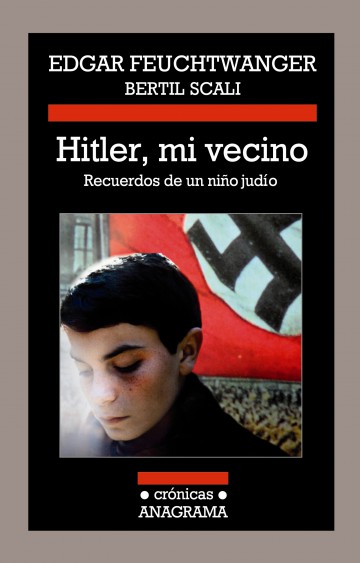 EDGAR FEUCHTWANGER
BERTIL SCALI
Hitler, mi vecino
Recuerdos de un niño judío
• crónicas •
ANAGRAMA